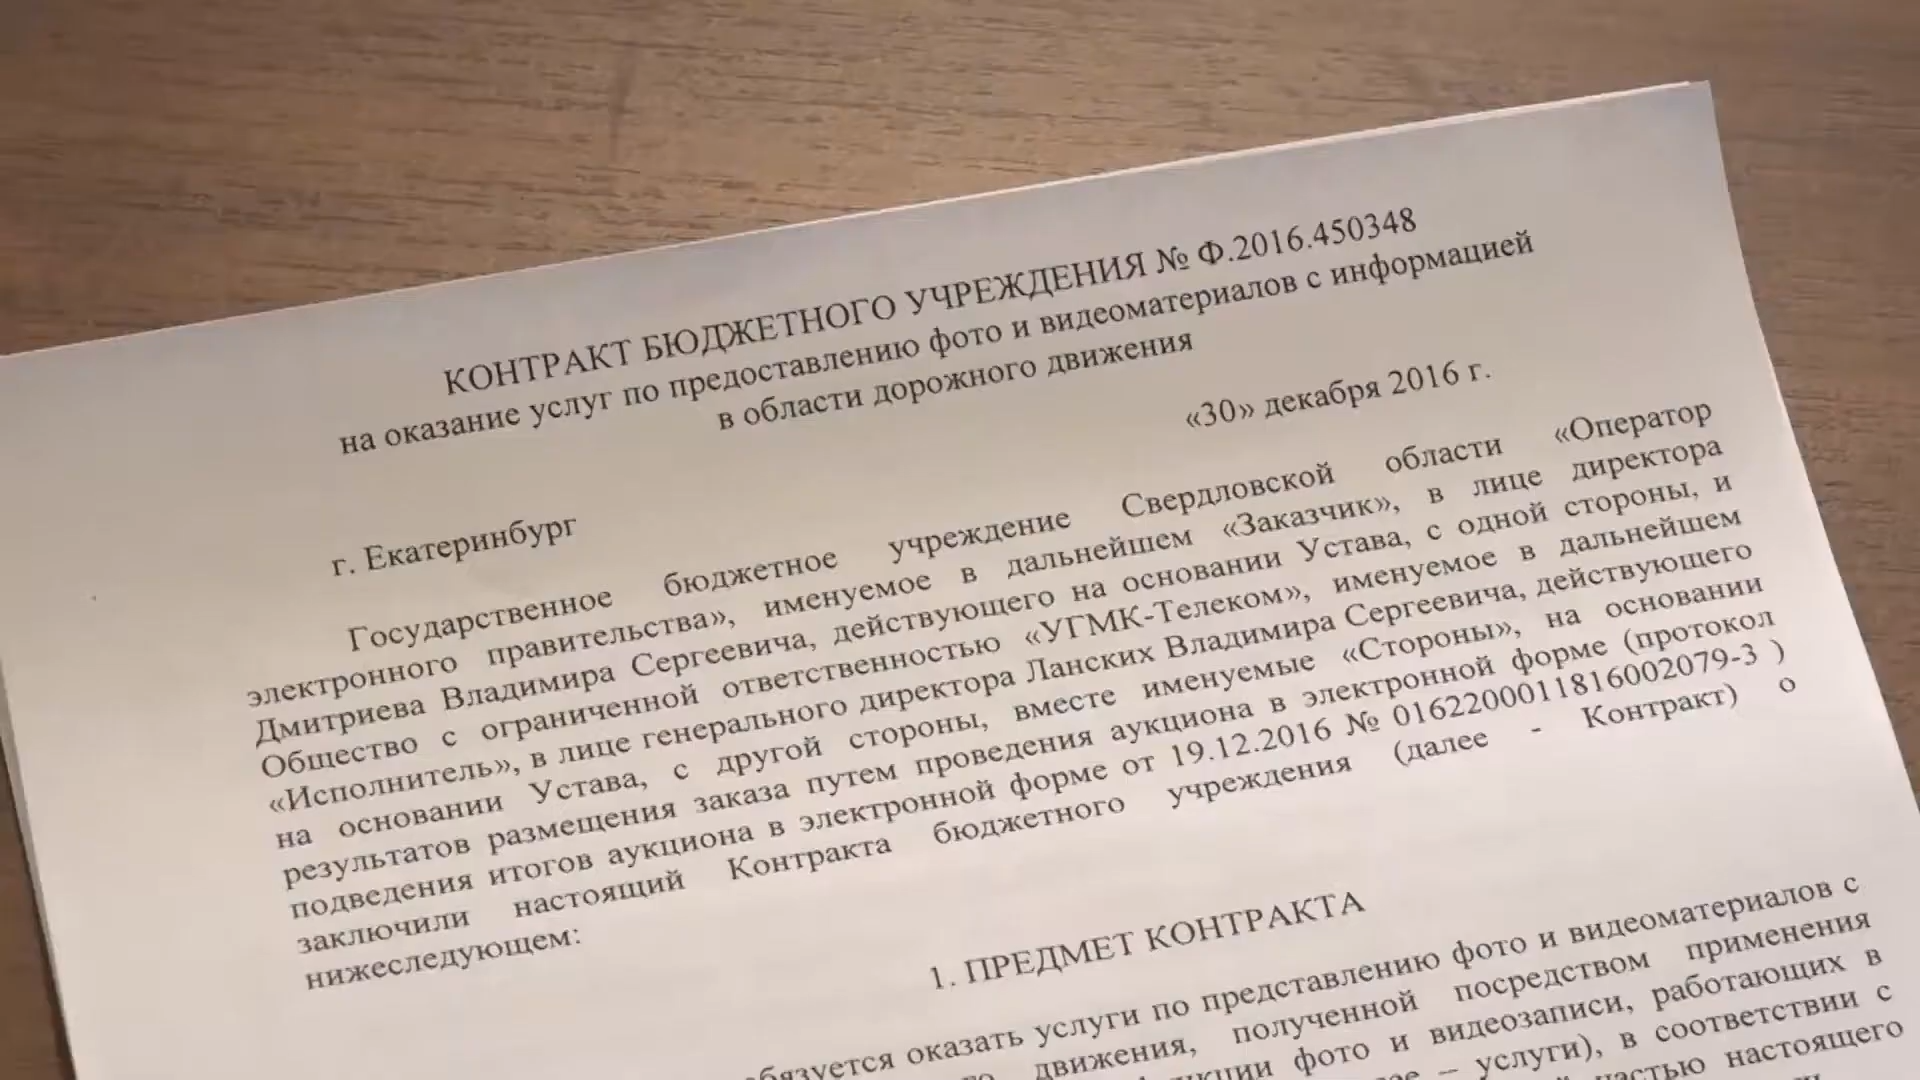 КОНТРАКТ БЮДЖЕТНОГО УЧРЕЖДЕНИЯ № Ф.2016.450348
на оказание услуг по предоставлению фото и видеоматериалов с информацией
в области дорожного движения
«30» декабря 2016 г.
г. Екатеринбург
Государственное бюджетное учреждение Свердловской области «Оператор
электронного правительства», именуемое в дальнейшем «Заказчик», в лице директора
Дмитриева Владимира Сергеевича, действующего на основании Устава, с одной стороны, и
Общество с ограниченной ответственностью «УГМК-Телеком», именуемое в дальнейшем
«Исполнитель», в лице генерального директора Ланских Владимира Сергеевича, действующего
на основании Устава, с другой стороны, вместе именуемые «Стороны», на основании
результатов размещения заказа путем проведения аукциона в электронной форме (протокол
подведения итогов аукциона в электронной форме от 19.12.2016 № 0162200011816002079-3 )
заключили настоящий Контракта бюджетного учреждения (далее - Контракт) о
нижеследующем:
1. ПРЕДМЕТ КОНТРАКТА
оказать услуги по представлению фото и видеоматериалов с
движения, полученной посредством применения
фото и видеозаписи, работающих в
– услуги), в соответствии с
настоящего